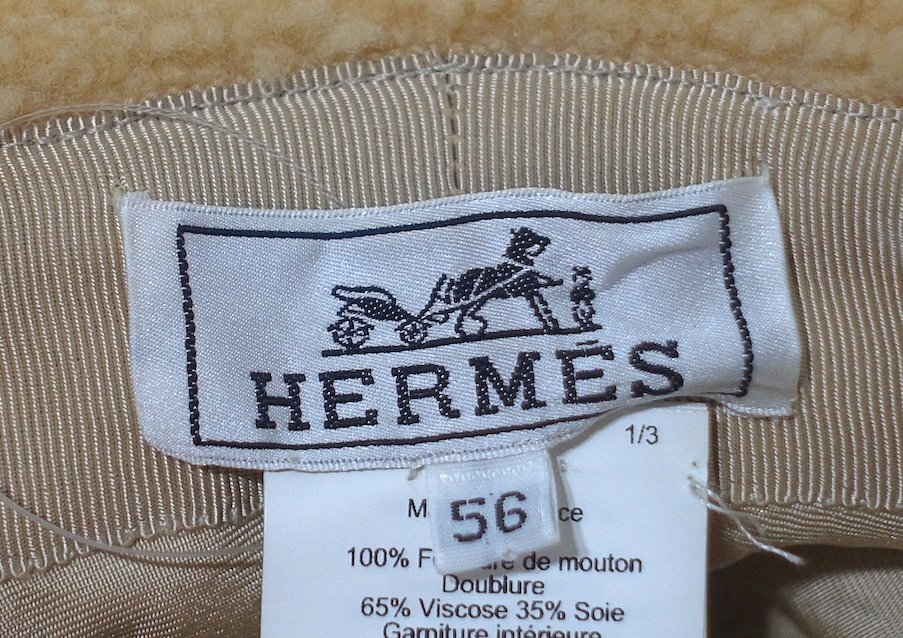 HERMÈS
1/3
56
100% de mouton
Doublure
65% Viscose 35% Soie
Garniture intérieure